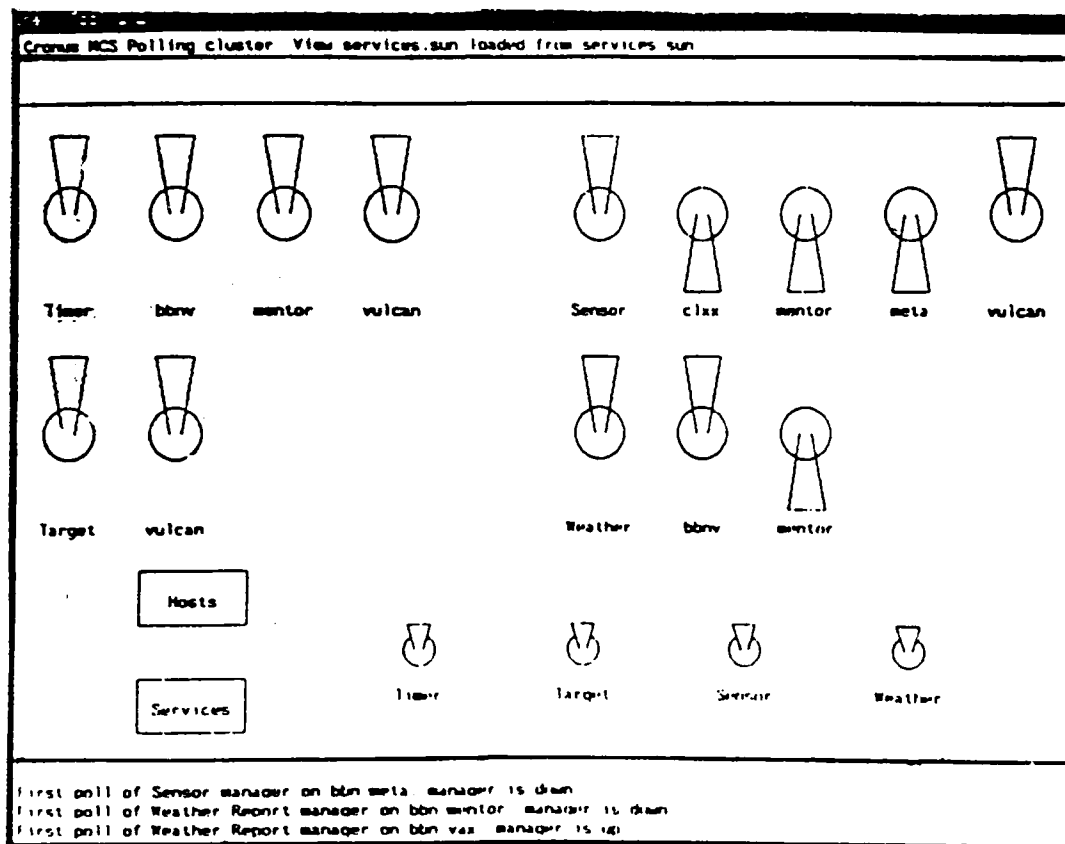 Cronus MCS Polling cluster View services.sun loaded from services sun
Timer bbnv mentor vulcan Sensor clxx mentor meta vulcan
Target vulcan Weather bbnv mentor
Hosts
Timer Target Sensor Weather
Services
First poll of Sensor manager on bbn meta manager is down
First poll of Weather Report manager on bbn mentor manager is down
First poll of Weather Report manager on bbn vax manager is up